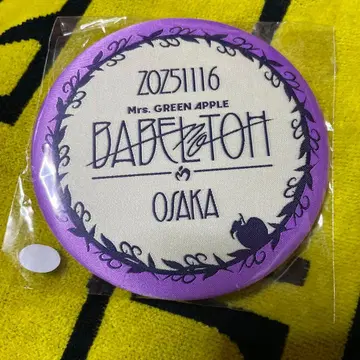 20251116
Mrs. GREEN APPLE
BABEL no TOH
OSAKA